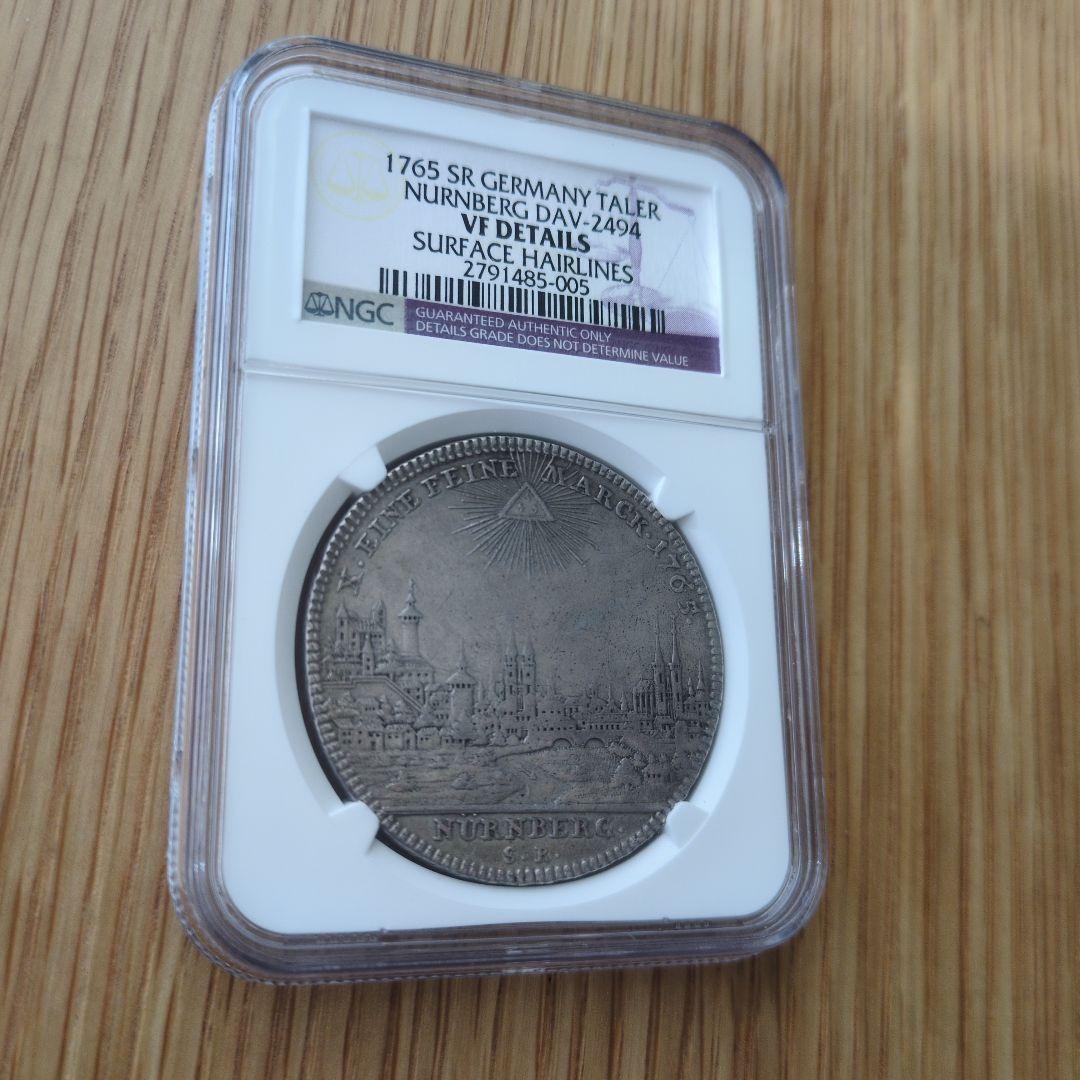 1765 SR GERMANY TALER
NURNBERG DAV-2494
VF DETAILS
SURFACE HAIRLINES
2791485-005
NGC
GUARANTEED AUTHENTIC ONLY
DETAILS GRADE DOES NOT DETERMINE VALUE
X. EINE FEINE MARCK. 1765.
NÜRNBERG.
S. R.